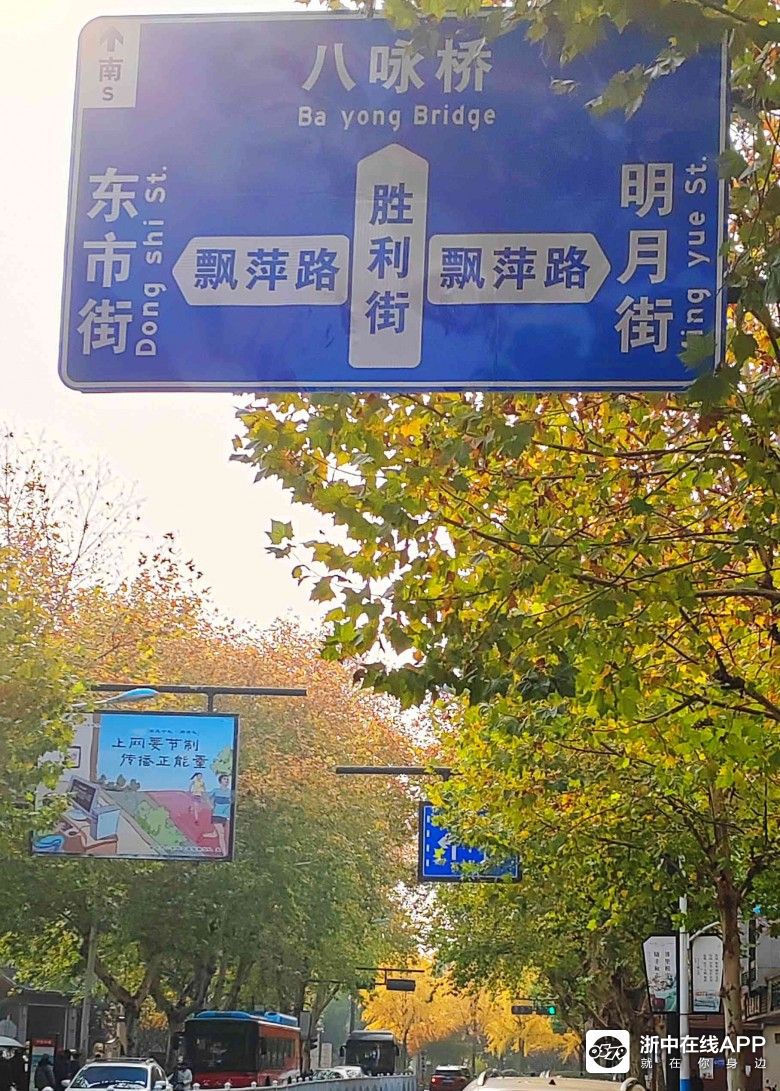 南
S
八咏桥
Ba yong Bridge
东市街
Dong shi St.
飘萍路
胜利街
飘萍路
明月街
Ming yue St.
上网要节制
传播正能量
浙中在线APP
就在你身边